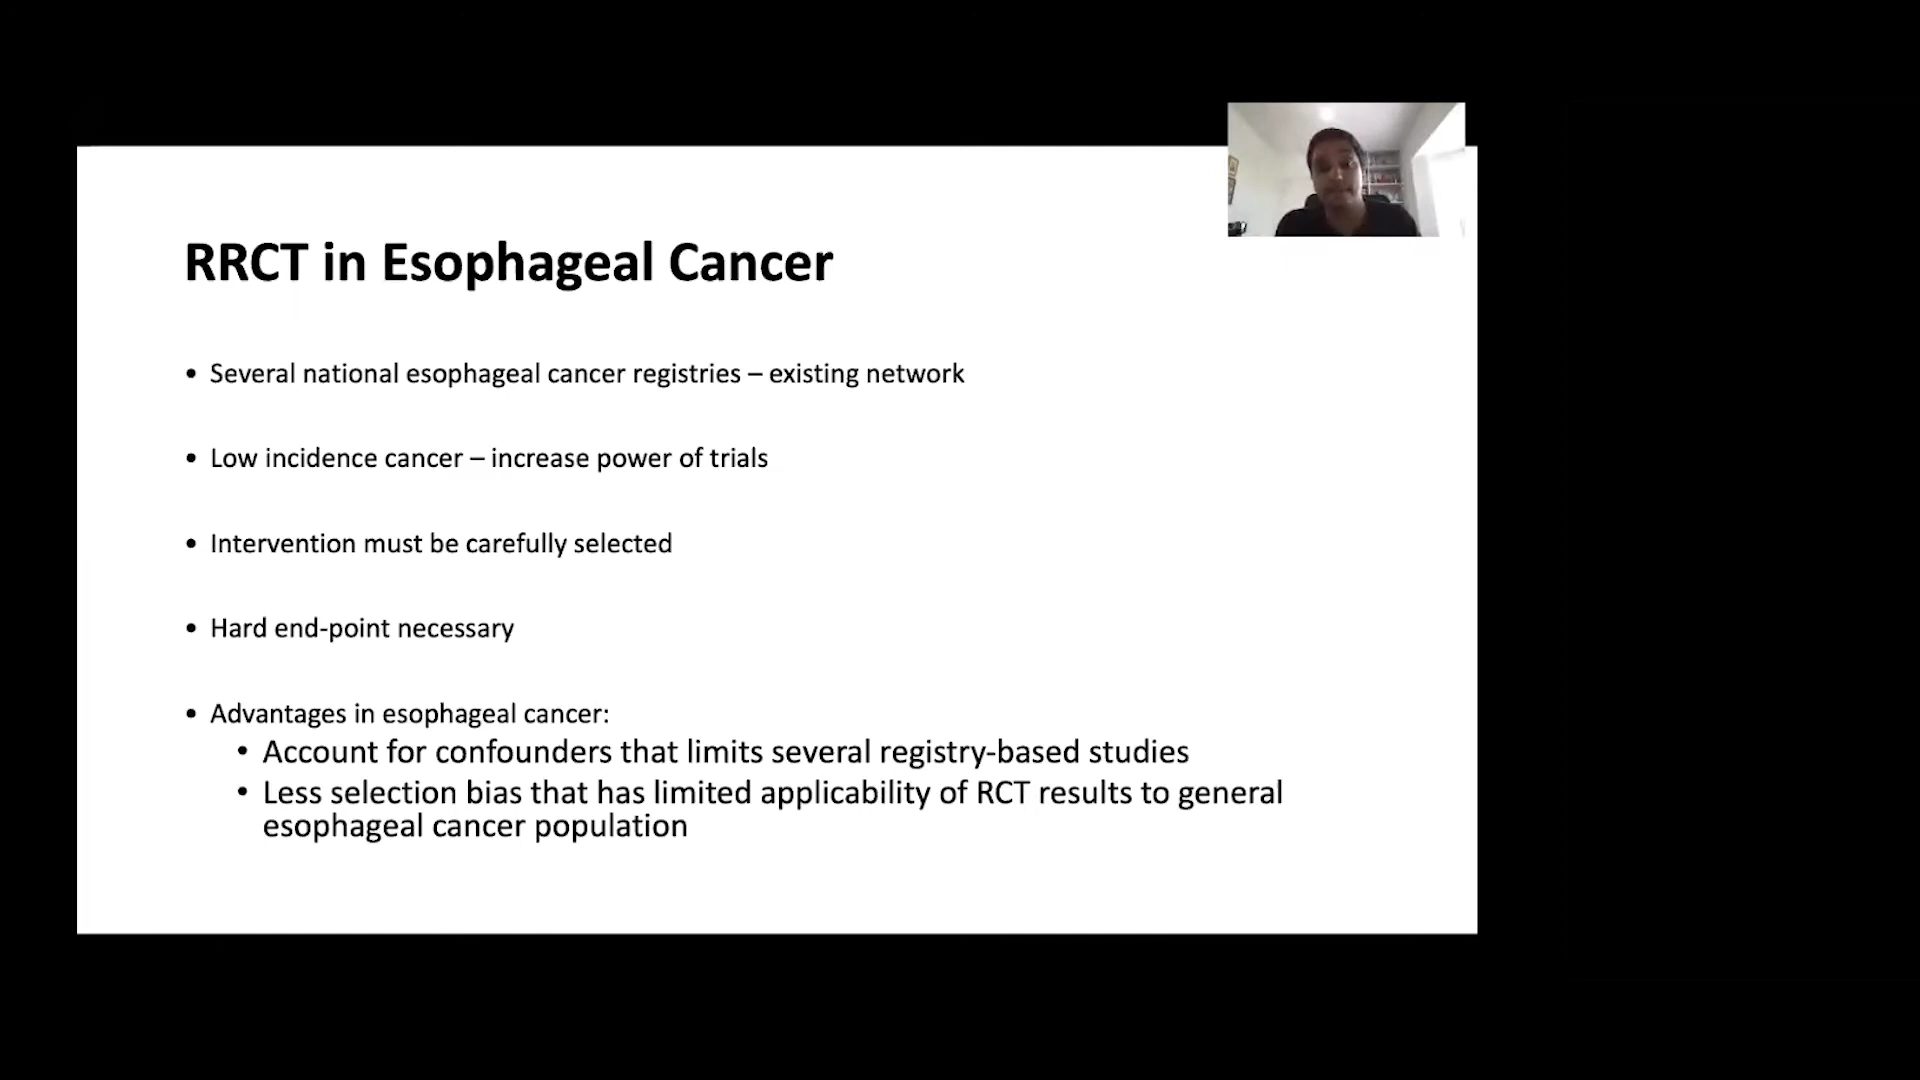 RRCT in Esophageal Cancer
• Several national esophageal cancer registries – existing network
• Low incidence cancer – increase power of trials
• Intervention must be carefully selected
• Hard end-point necessary
• Advantages in esophageal cancer:
• Account for confounders that limits several registry-based studies
• Less selection bias that has limited applicability of RCT results to general
esophageal cancer population